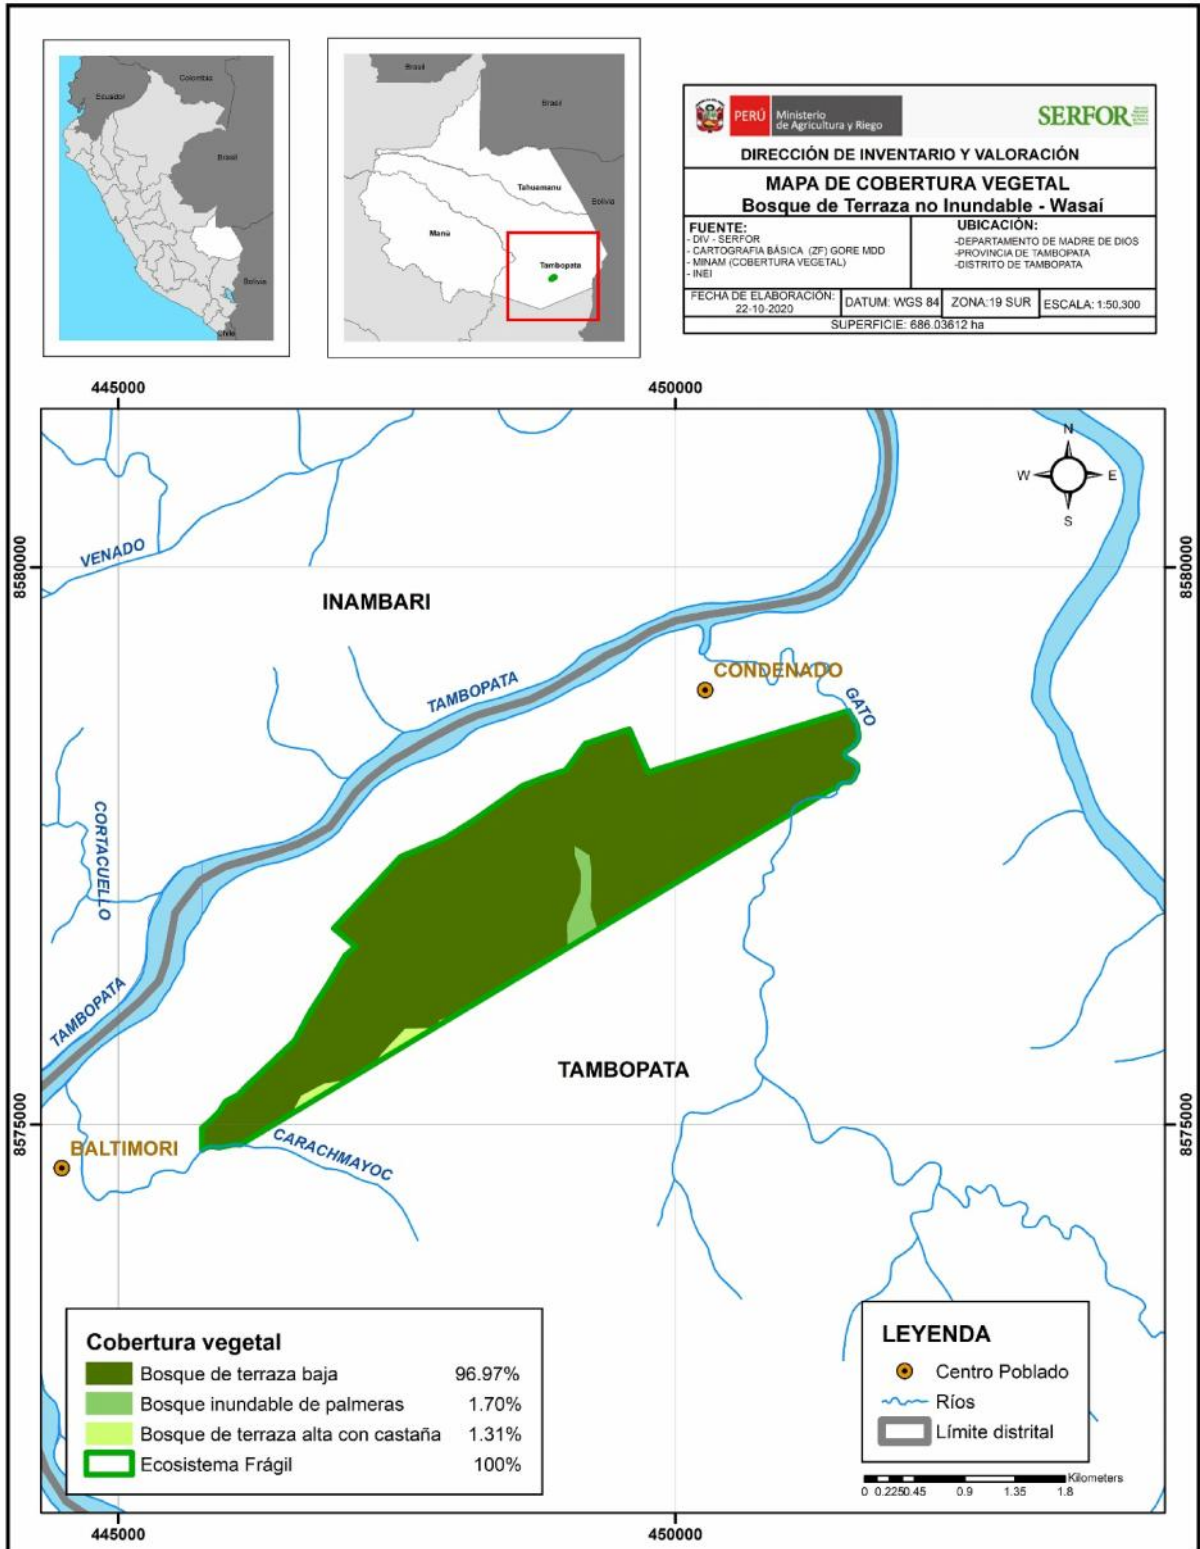 Colombia
Ecuador
Brasil
Bolivia
Chile
Brasil
Brasil
Tahuamanu
Bolivia
Manú
Tambopata
PERÚ
Ministerio
de Agricultura y Riego
SERFOR
DIRECCIÓN DE INVENTARIO Y VALORACIÓN
MAPA DE COBERTURA VEGETAL
Bosque de Terraza no Inundable - Wasaí
FUENTE:
- DIV - SERFOR
- CARTOGRAFIA BÁSICA (ZF) GORE MDD
- MINAM (COBERTURA VEGETAL)
- INEI
UBICACIÓN:
-DEPARTAMENTO DE MADRE DE DIOS
-PROVINCIA DE TAMBOPATA
-DISTRITO DE TAMBOPATA
FECHA DE ELABORACIÓN:
22-10-2020
DATUM: WGS 84
ZONA:19 SUR
ESCALA: 1:50,300
SUPERFICIE: 686.03612 ha
445000
450000
N
W
E
S
8580000
8580000
VENADO
INAMBARI
TAMBOPATA
CONDENADO
GATO
CORTACUELLO
TAMBOPATA
TAMBOPATA
8575000
8575000
BALTIMORI
CARACHMAYOC
Cobertura vegetal
Bosque de terraza baja 96.97%
Bosque inundable de palmeras 1.70%
Bosque de terraza alta con castaña 1.31%
Ecosistema Frágil 100%
LEYENDA
Centro Poblado
Ríos
Límite distrital
Kilometers
0 0.225 0.45 0.9 1.35 1.8
445000
450000